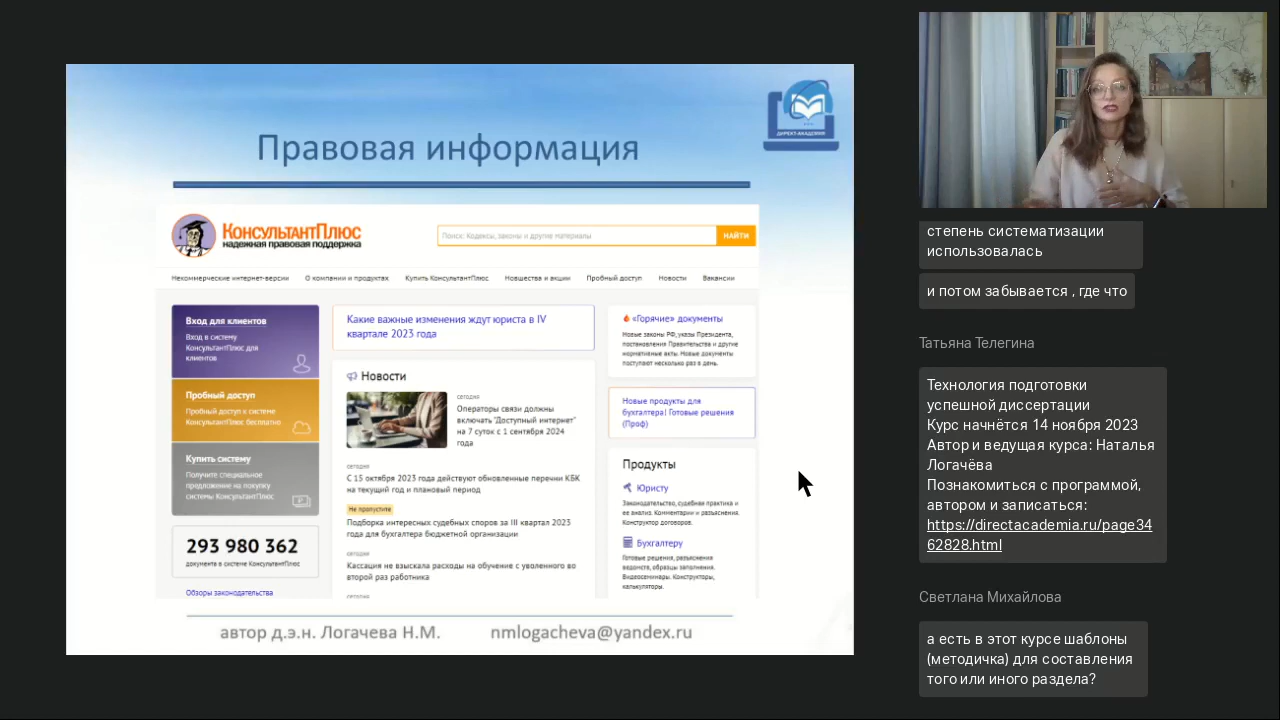 ДИРЕКТ-АКАДЕМИЯ
Правовая информация
КонсультантПлюс
надежная правовая поддержка
Поиск: Кодексы, законы и другие материалы
НАЙТИ
Некоммерческие интернет-версии
О компании и продуктах
Купить КонсультантПлюс
Новшества и акции
Пробный доступ
Новости
Вакансии
Вход для клиентов
Вход в систему
КонсультантПлюс для
клиентов
Пробный доступ
Пробный доступ к системе
КонсультантПлюс бесплатно
Купить систему
Получите специальное
предложение на покупку
системы КонсультантПлюс
293 980 362
документа в системе КонсультантПлюс
Обзоры законодательства
Какие важные изменения ждут юриста в IV
квартале 2023 года
Новости
сегодня
Операторы связи должны
включать "Доступный интернет"
на 7 суток с 1 сентября 2024
года
сегодня
С 15 октября 2023 года действуют обновленные перечни КБК
на текущий год и плановый период
Не пропустите
Подборка интересных судебных споров за III квартал 2023
года для бухгалтера бюджетной организации
сегодня
Кассация не взыскала расходы на обучение с уволенного во
второй раз работника
сегодня
«Горячие» документы
Новые законы РФ, указы Президента,
постановления Правительства и другие
нормативные акты. Новые документы
поступают несколько раз в день.
Новые продукты для
бухгалтера! Готовые решения
(Проф)
Продукты
Юристу
Законодательство, судебная практика и
ее анализ. Комментарии и разъяснения.
Конструктор договоров.
Бухгалтеру
Готовые решения, разъяснения
ведомств, образцы заполнения.
Видеосеминары. Конструкторы,
калькуляторы.
автор д.э.н. Логачева Н.М.
nmlogacheva@yandex.ru
степень систематизации
использовалась
и потом забывается , где что
Татьяна Телегина
Технология подготовки
успешной диссертации
Курс начнётся 14 ноября 2023
Автор и ведущая курса: Наталья
Логачёва
Познакомиться с программой,
автором и записаться:
https://directacademia.ru/page34
62828.html
Светлана Михайлова
а есть в этот курсе шаблоны
(методичка) для составления
того или иного раздела?